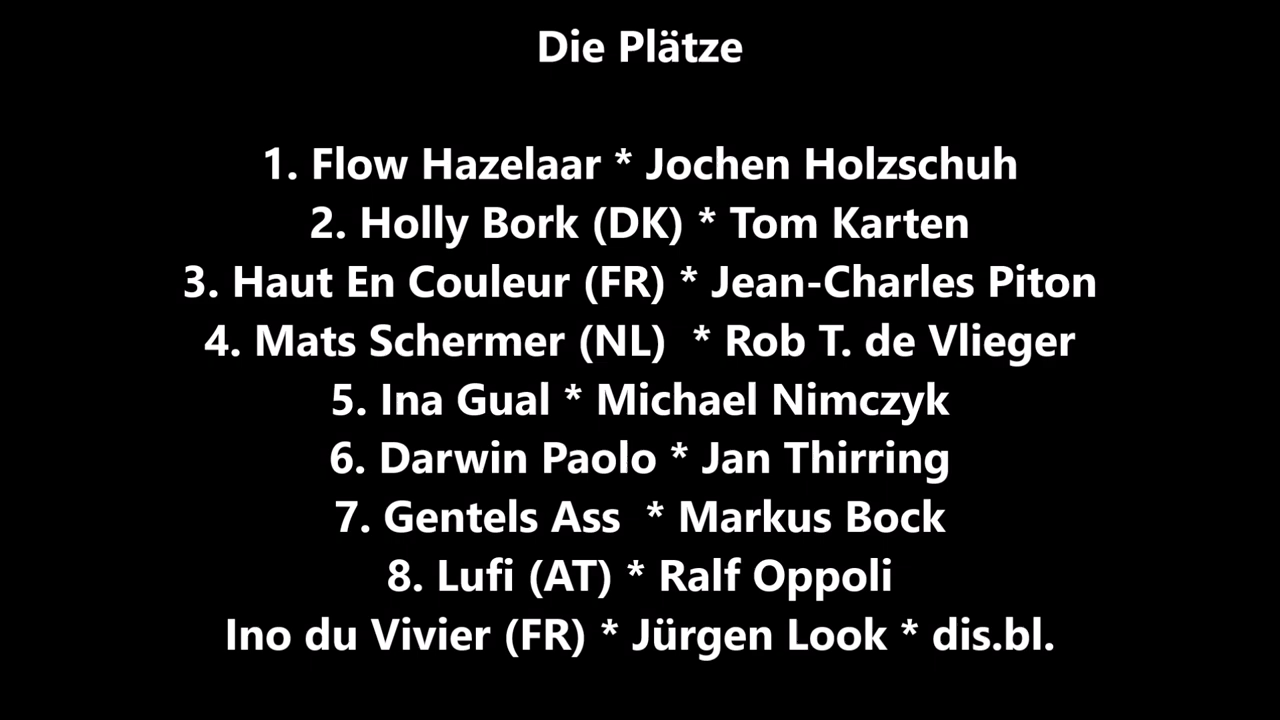 Die Plätze
1. Flow Hazelaar * Jochen Holzschuh
2. Holly Bork (DK) * Tom Karten
3. Haut En Couleur (FR) * Jean-Charles Piton
4. Mats Schermer (NL)  * Rob T. de Vlieger
5. Ina Gual * Michael Nimczyk
6. Darwin Paolo * Jan Thirring
7. Gentels Ass  * Markus Bock
8. Lufi (AT) * Ralf Oppoli
Ino du Vivier (FR) * Jürgen Look * dis.bl.